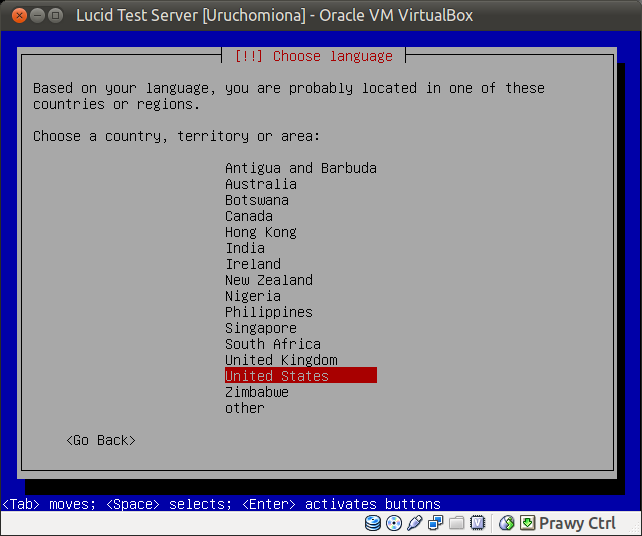 Lucid Test Server [Uruchomiona] - Oracle VM VirtualBox
[!!] Choose language
Based on your language, you are probably located in one of these
countries or regions.
Choose a country, territory or area:
Antigua and Barbuda
Australia
Botswana
Canada
Hong Kong
India
Ireland
New Zealand
Nigeria
Philippines
Singapore
South Africa
United Kingdom
United States
Zimbabwe
other
<Go Back>
<Tab> moves; <Space> selects; <Enter> activates buttons
Prawy Ctrl